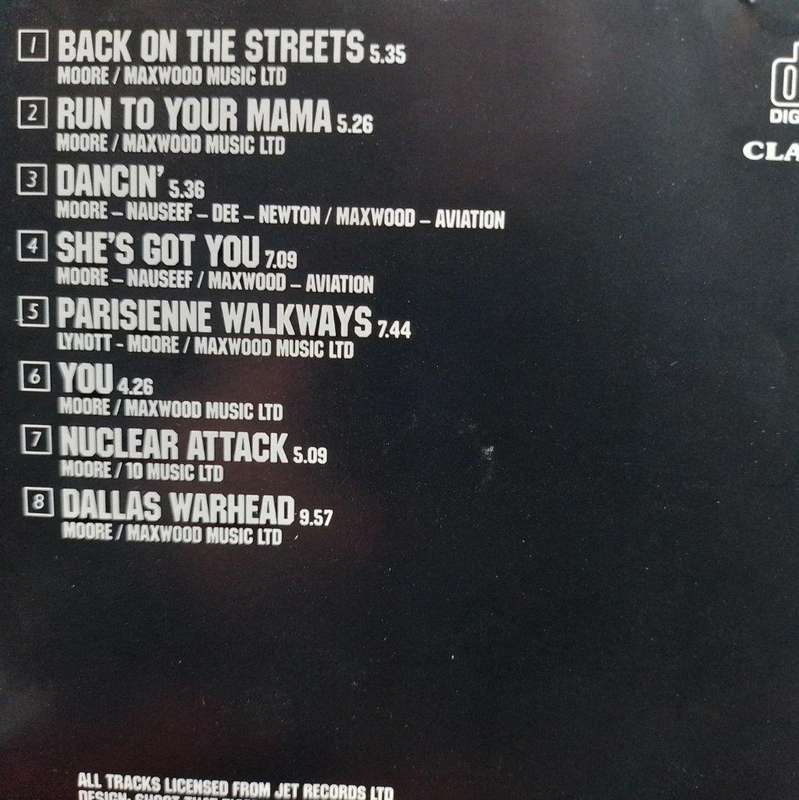 1 BACK ON THE STREETS 5.35
MOORE / MAXWOOD MUSIC LTD
2 RUN TO YOUR MAMA 5.26
MOORE / MAXWOOD MUSIC LTD
3 DANCIN' 5.36
MOORE – NAUSEEF – DEE – NEWTON / MAXWOOD – AVIATION
4 SHE'S GOT YOU 7.09
MOORE – NAUSEEF / MAXWOOD – AVIATION
5 PARISIENNE WALKWAYS 7.44
LYNOTT - MOORE / MAXWOOD MUSIC LTD
6 YOU 4.26
MOORE / MAXWOOD MUSIC LTD
7 NUCLEAR ATTACK 5.09
MOORE / 10 MUSIC LTD
8 DALLAS WARHEAD 9.57
MOORE / MAXWOOD MUSIC LTD
ALL TRACKS LICENSED FROM JET RECORDS LTD